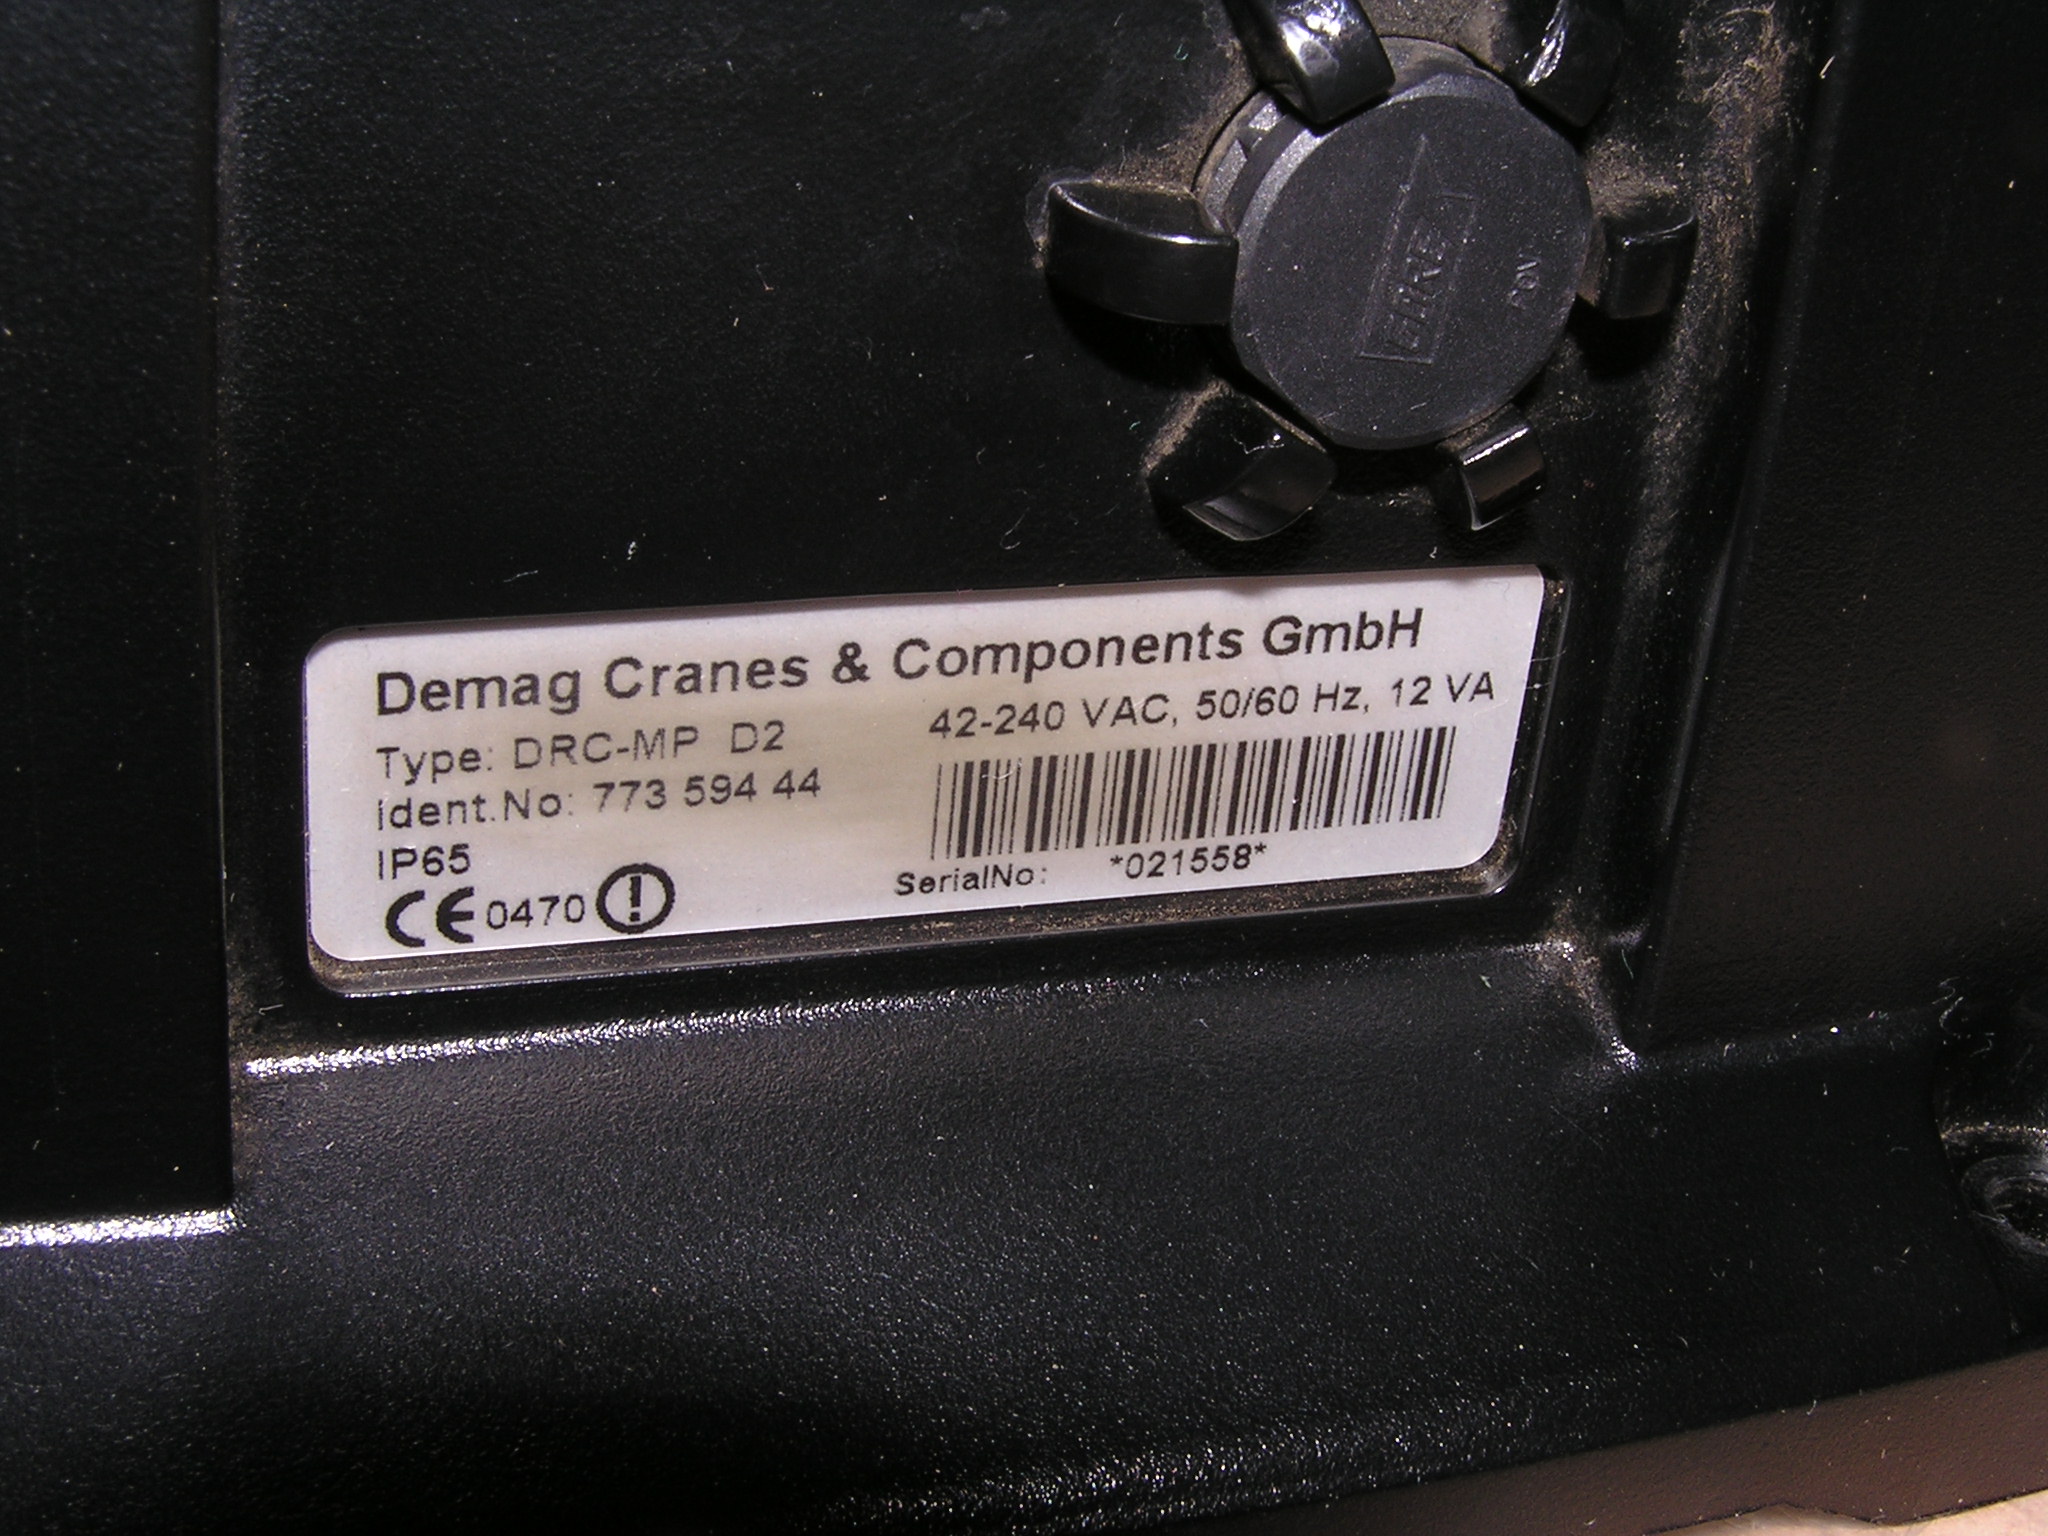 Demag Cranes & Components GmbH
Type: DRC-MP D2
42-240 VAC, 50/60 Hz, 12 VA
Ident.No: 773 594 44
IP65
CE 0470
SerialNo: *021558*